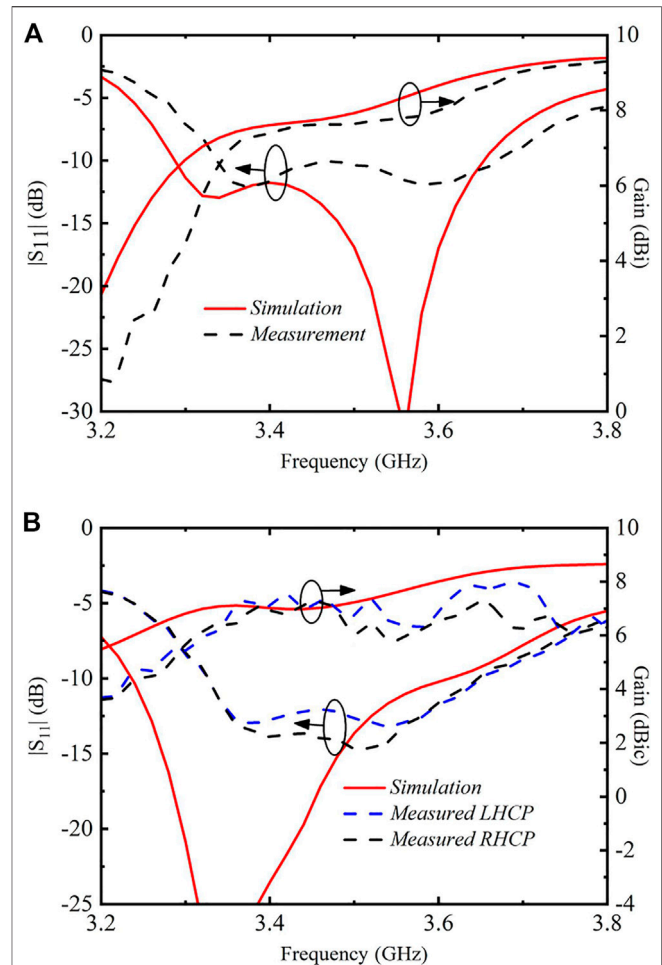 A
0
-5
-10
-15
-20
-25
-30
|S11| (dB)
10
8
6
4
2
0
Gain (dBi)
Simulation
Measurement
3.2
3.4
3.6
3.8
Frequency (GHz)
B
0
-5
-10
-15
-20
-25
|S11| (dB)
10
8
6
4
2
0
-2
-4
Gain (dBic)
Simulation
Measured LHCP
Measured RHCP
3.2
3.4
3.6
3.8
Frequency (GHz)